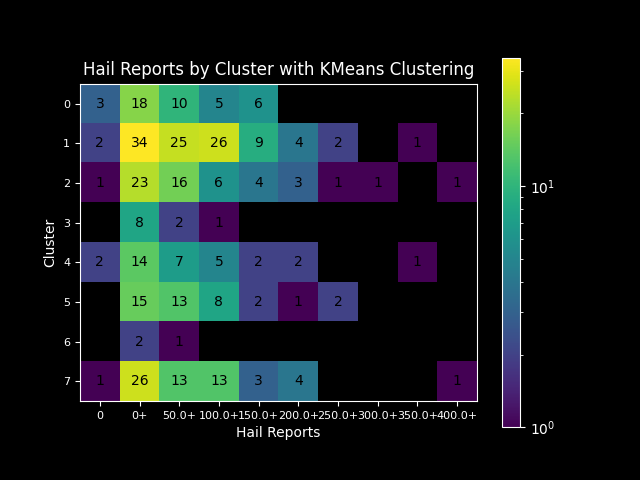 Hail Reports by Cluster with KMeans Clustering
0 3 18 10 5 6
1 2 34 25 26 9 4 2 1
2 1 23 16 6 4 3 1 1 1
3 8 2 1
4 2 14 7 5 2 2 1
5 15 13 8 2 1 2
6 2 1
7 1 26 13 13 3 4 1
0 0+ 50.0+ 100.0+ 150.0+ 200.0+ 250.0+ 300.0+ 350.0+ 400.0+
Hail Reports
Cluster
10¹
10⁰